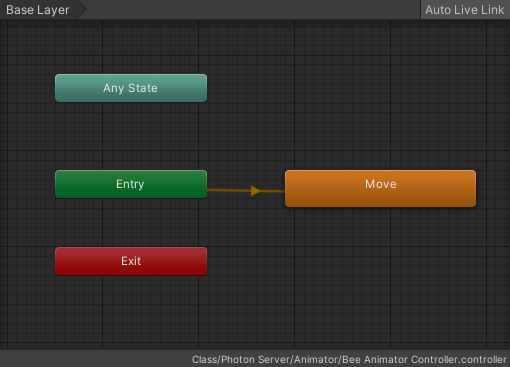 Base Layer
Auto Live Link
Any State
Entry
Move
Exit
Class/Photon Server/Animator/Bee Animator Controller.controller